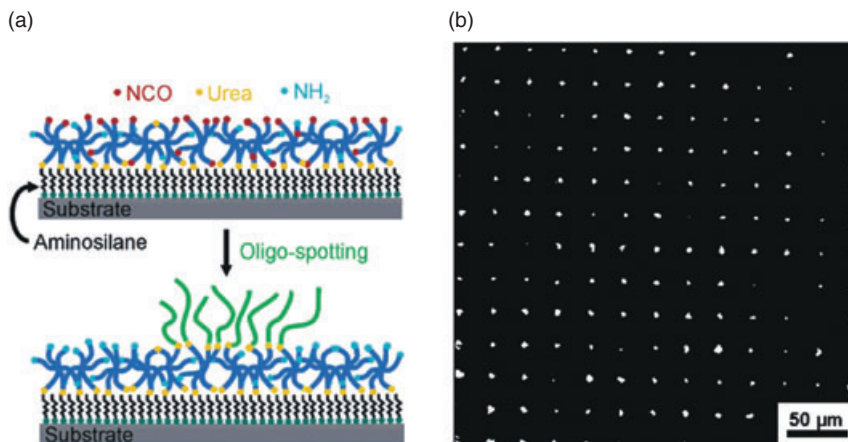 (a)
(b)
NCO Urea NH₂
Substrate
Aminosilane
Oligo-spotting
Substrate
50 µm